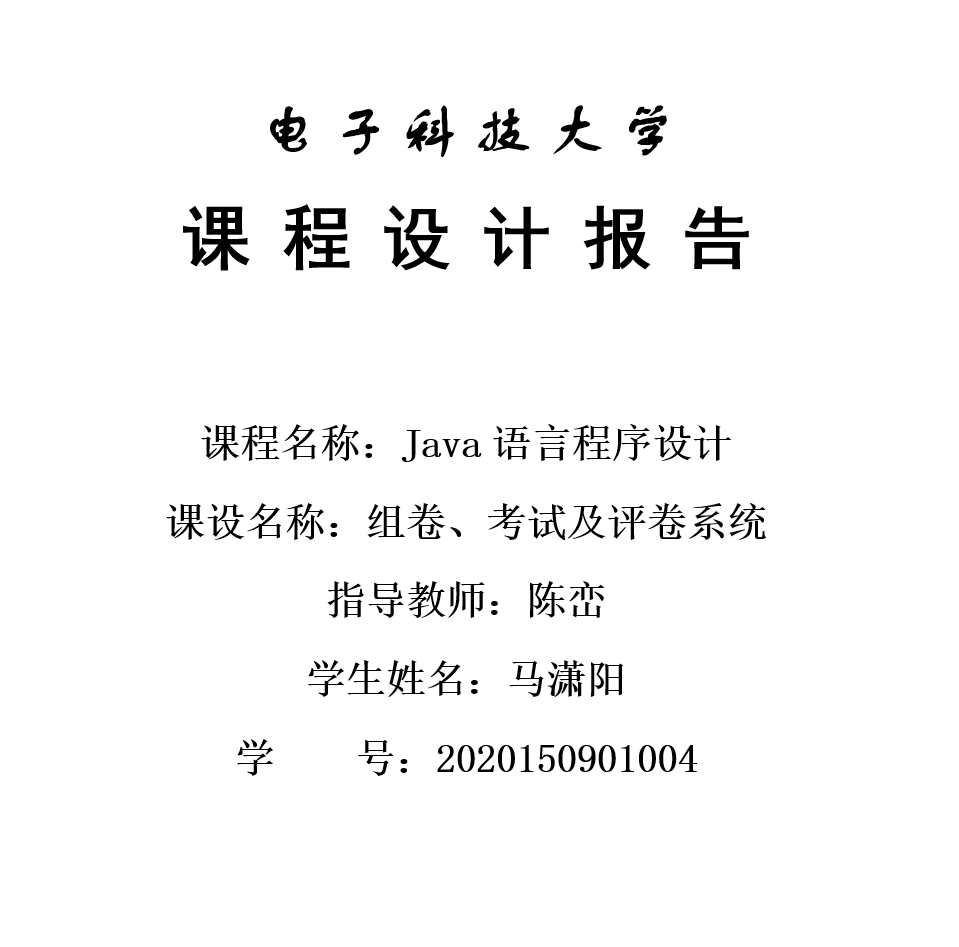 电子科技大学
课程设计报告
课程名称：Java 语言程序设计
课设名称：组卷、考试及评卷系统
指导教师：陈峦
学生姓名：马潇阳
学 号：2020150901004